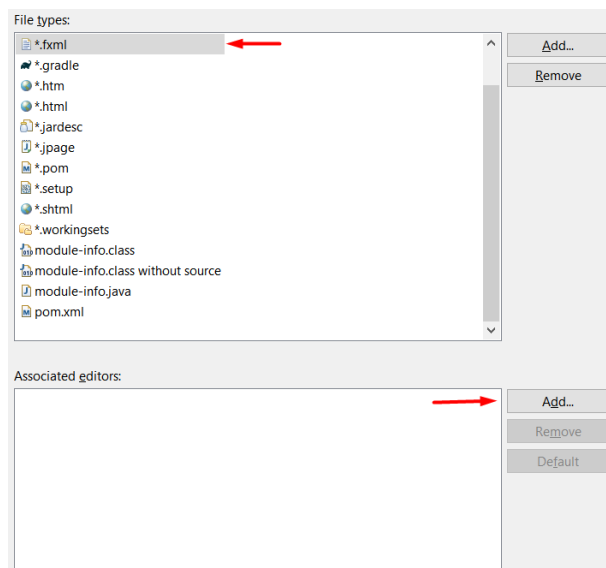 File types:
*.fxml
Add...
*.gradle
Remove
*.htm
*.html
*.jardesc
*.jpage
*.pom
*.setup
*.shtml
*.workingsets
module-info.class
module-info.class without source
module-info.java
pom.xml
Associated editors:
Add...
Remove
Default